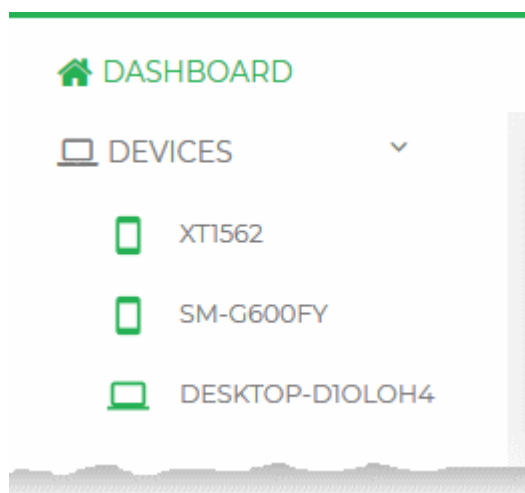 DASHBOARD
DEVICES
XT1562
SM-G600FY
DESKTOP-D1OLOH4